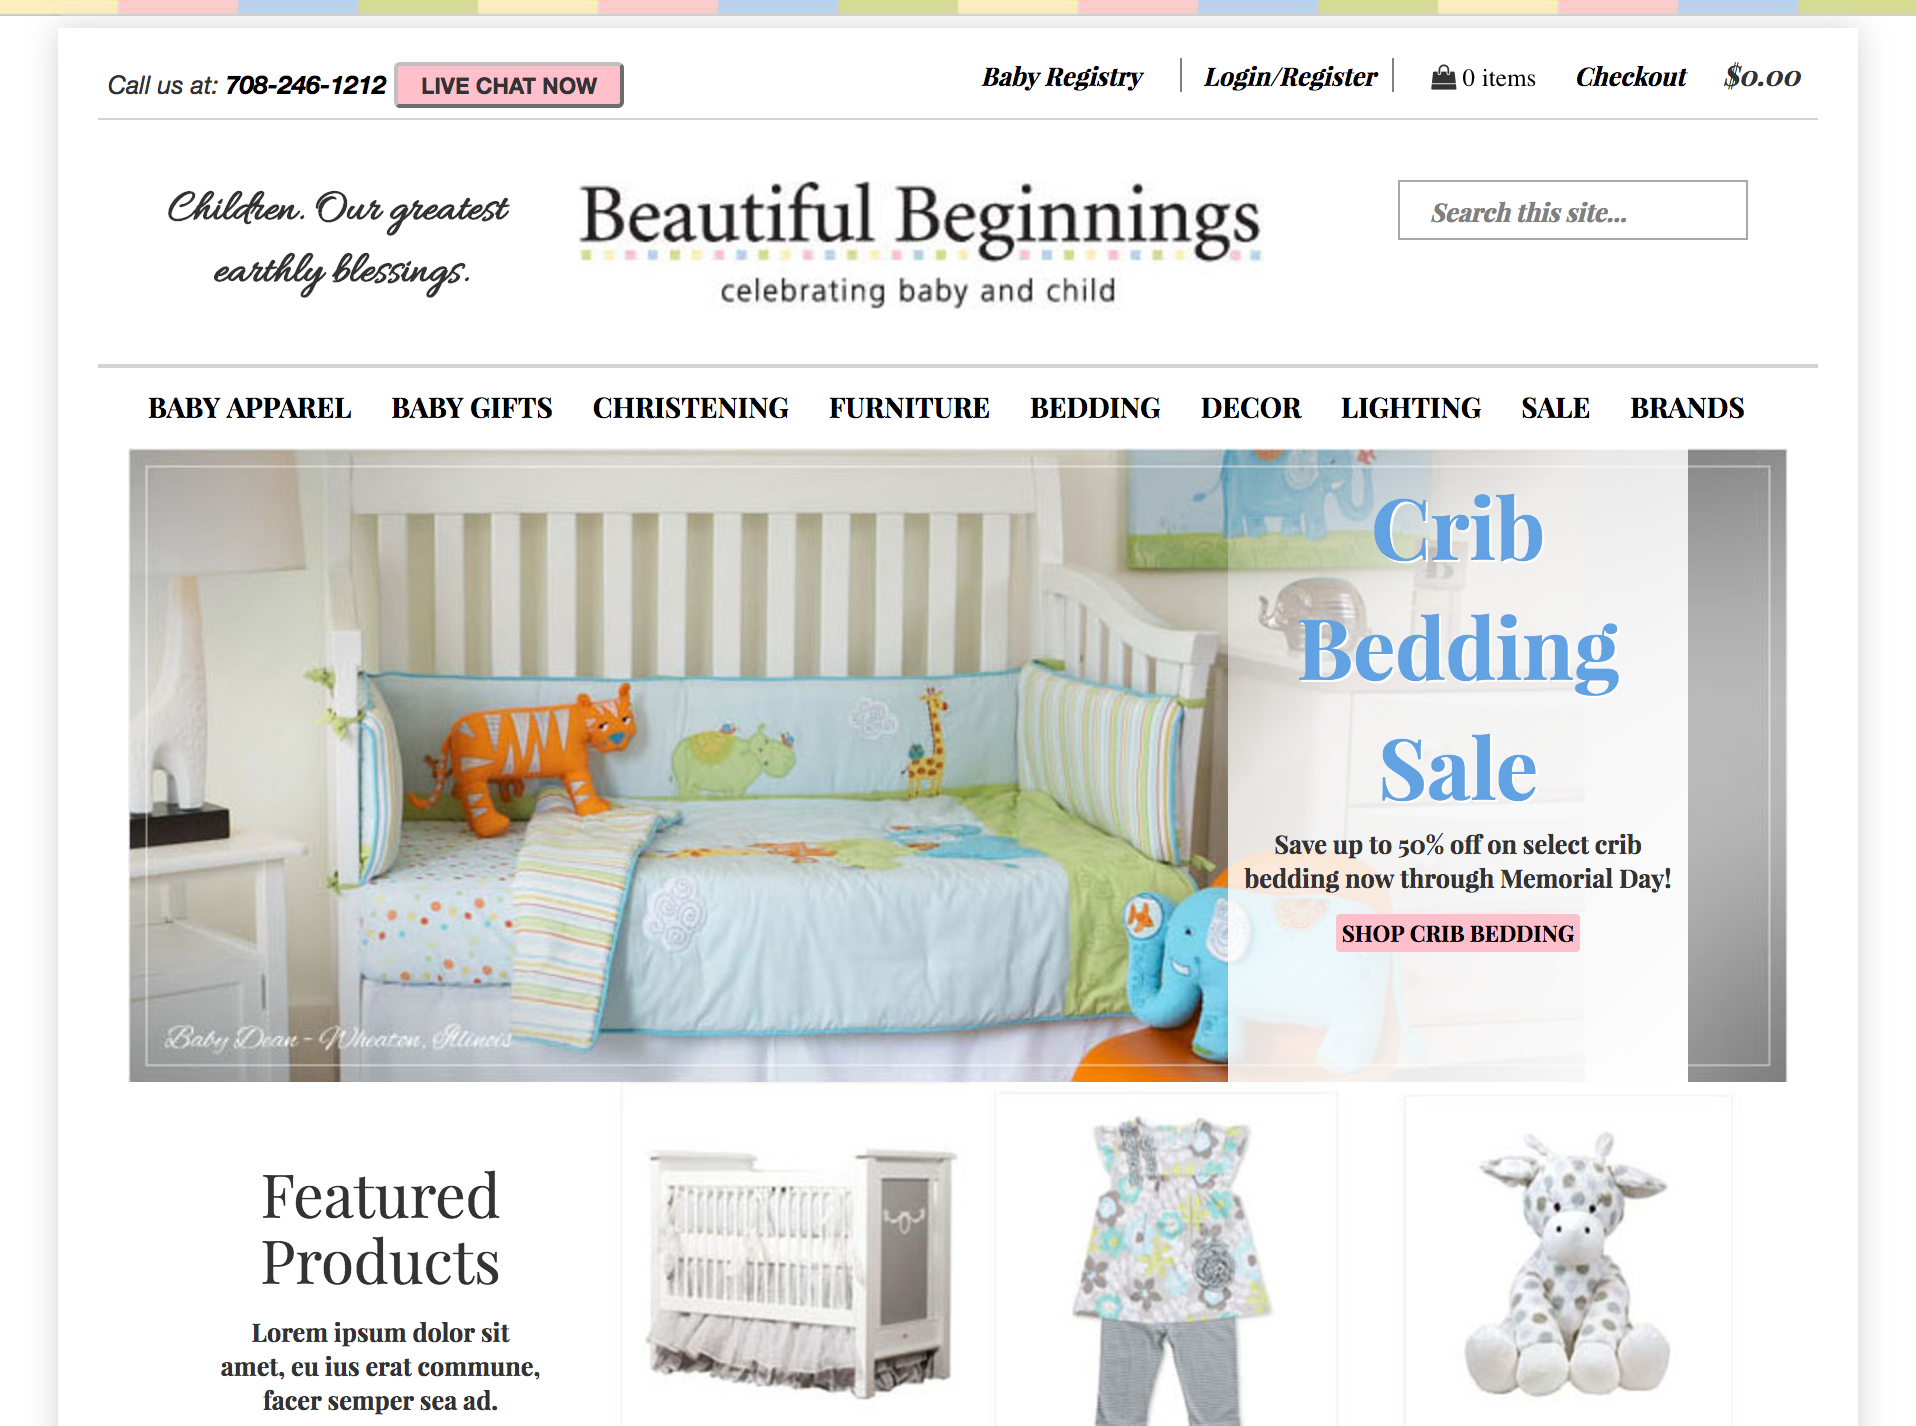 Call us at: 708-246-1212
LIVE CHAT NOW
Baby Registry
Login/Register
0 items
Checkout
$0.00
Children. Our greatest
earthly blessings.
Beautiful Beginnings
celebrating baby and child
Search this site...
BABY APPAREL BABY GIFTS CHRISTENING FURNITURE BEDDING DECOR LIGHTING SALE BRANDS
Crib
Bedding
Sale
Save up to 50% off on select crib
bedding now through Memorial Day!
SHOP CRIB BEDDING
Baby Dean - Wheaton, Illinois
Featured
Products
Lorem ipsum dolor sit
amet, eu ius erat commune,
facer semper sea ad.